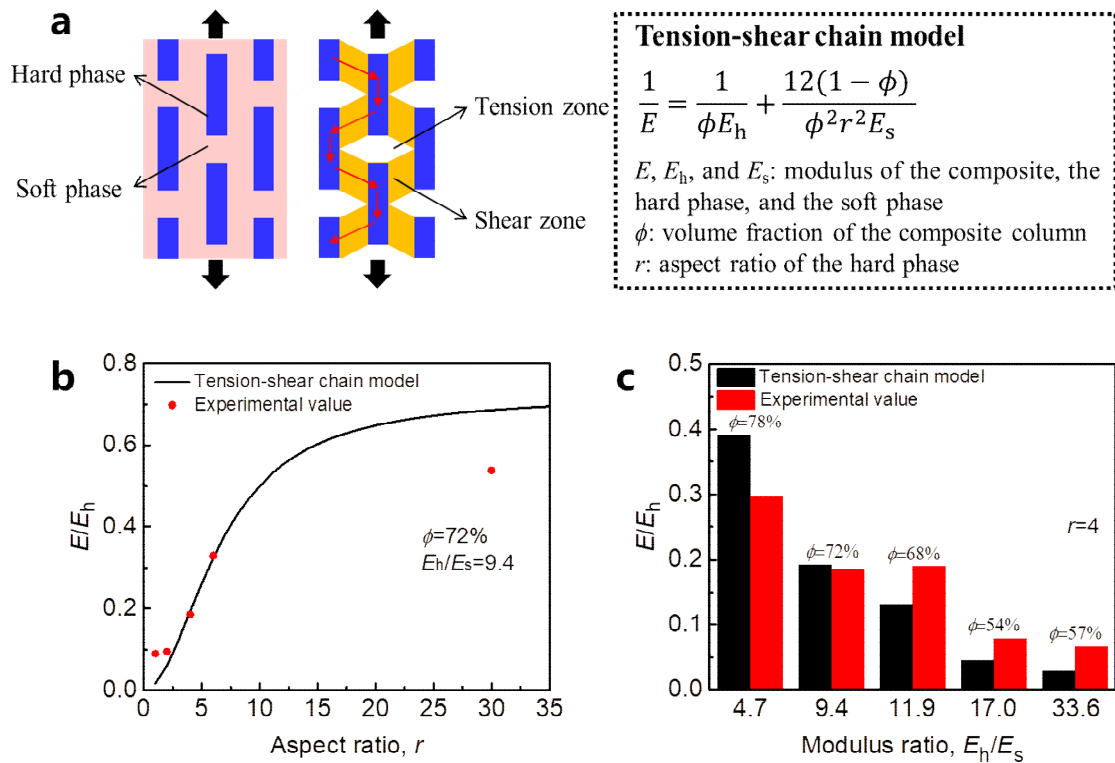 a
Hard phase
Soft phase
Tension zone
Shear zone
Tension-shear chain model
1/E = 1/(ϕE_h) + 12(1 − ϕ)/(ϕ²r²E_s)
E, E_h, and E_s: modulus of the composite, the
hard phase, and the soft phase
ϕ: volume fraction of the composite column
r: aspect ratio of the hard phase
b
Tension-shear chain model
Experimental value
ϕ=72%
E_h/E_s=9.4
E/E_h
0.8
0.6
0.4
0.2
0.0
0 5 10 15 20 25 30 35
Aspect ratio, r
c
Tension-shear chain model
Experimental value
r=4
ϕ=78%
ϕ=72%
ϕ=68%
ϕ=54%
ϕ=57%
E/E_h
0.5
0.4
0.3
0.2
0.1
0.0
4.7 9.4 11.9 17.0 33.6
Modulus ratio, E_h/E_s